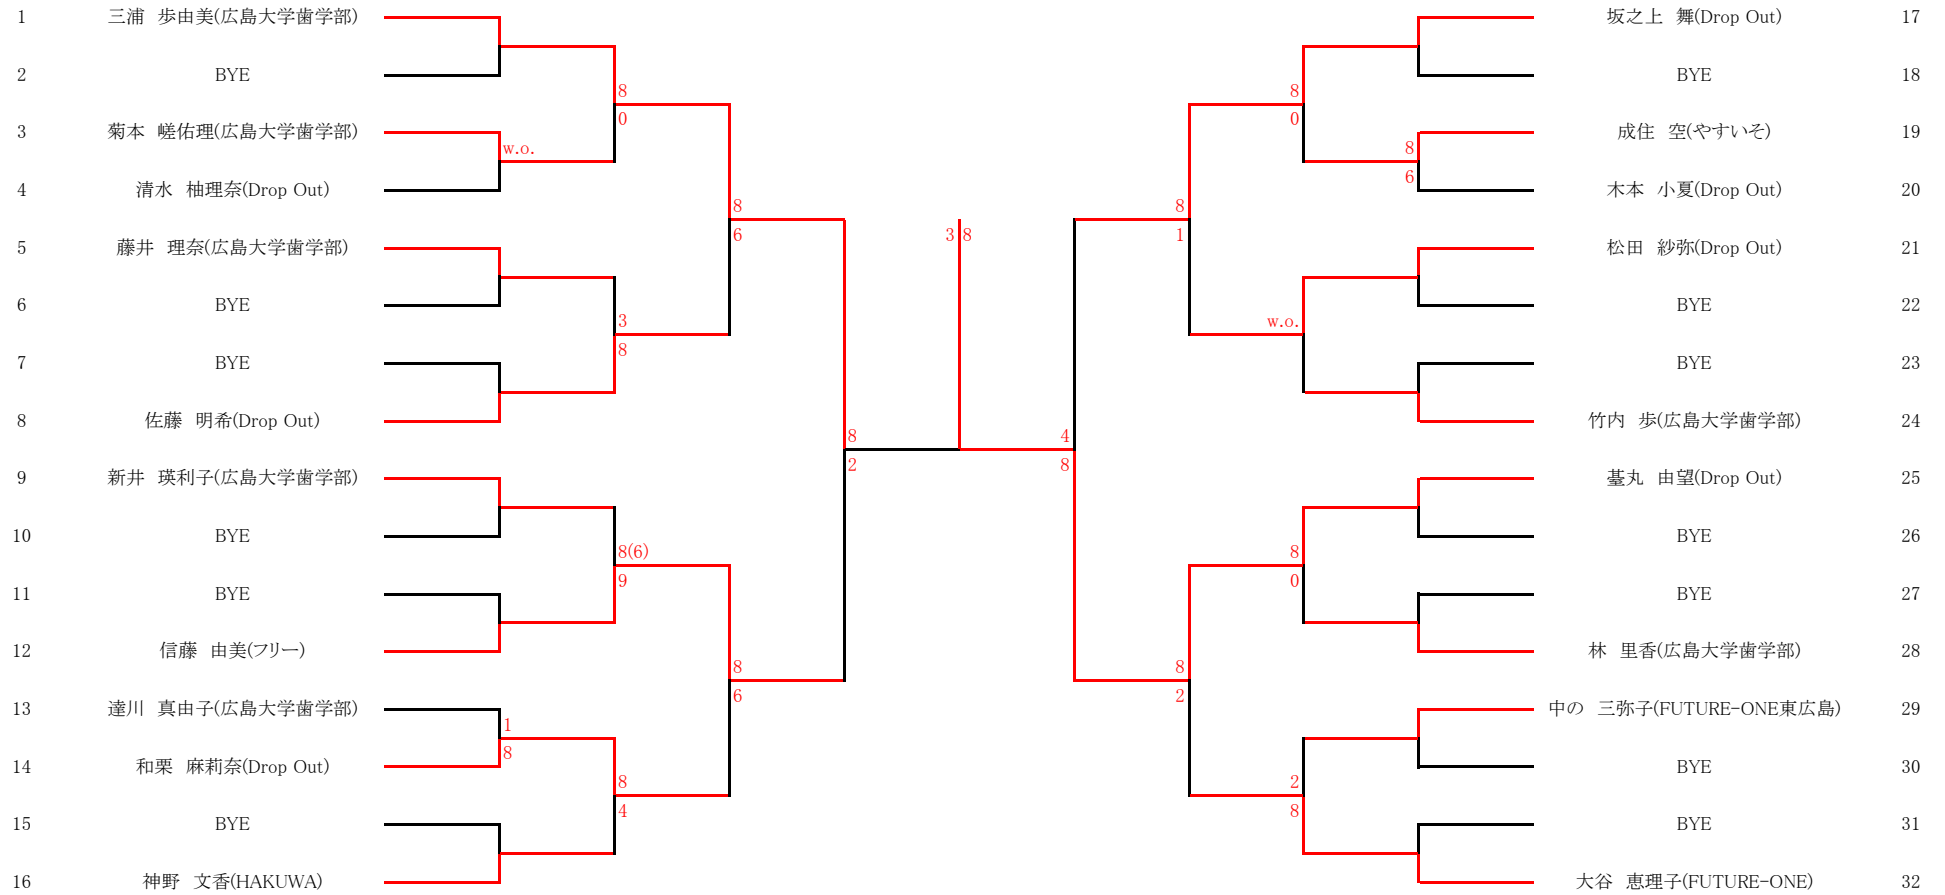 1 三浦 歩由美(広島大学歯学部)
2 BYE
8
0
3 菊本 嵯佑理(広島大学歯学部)
w.o.
4 清水 柚理奈(Drop Out)
8
6
5 藤井 理奈(広島大学歯学部)
6 BYE
3
8
7 BYE
8 佐藤 明希(Drop Out)
8
2
9 新井 瑛利子(広島大学歯学部)
10 BYE
8(6)
9
11 BYE
12 信藤 由美(フリー)
8
6
13 達川 真由子(広島大学歯学部)
1
8
14 和栗 麻莉奈(Drop Out)
8
4
15 BYE
16 神野 文香(HAKUWA)
3 8
坂之上 舞(Drop Out) 17
BYE 18
8
0
成住 空(やすいそ) 19
8
6
木本 小夏(Drop Out) 20
8
1
松田 紗弥(Drop Out) 21
BYE 22
w.o.
BYE 23
竹内 歩(広島大学歯学部) 24
4
8
臺丸 由望(Drop Out) 25
BYE 26
8
0
BYE 27
林 里香(広島大学歯学部) 28
8
2
中の 三弥子(FUTURE-ONE東広島) 29
BYE 30
2
8
BYE 31
大谷 恵理子(FUTURE-ONE) 32